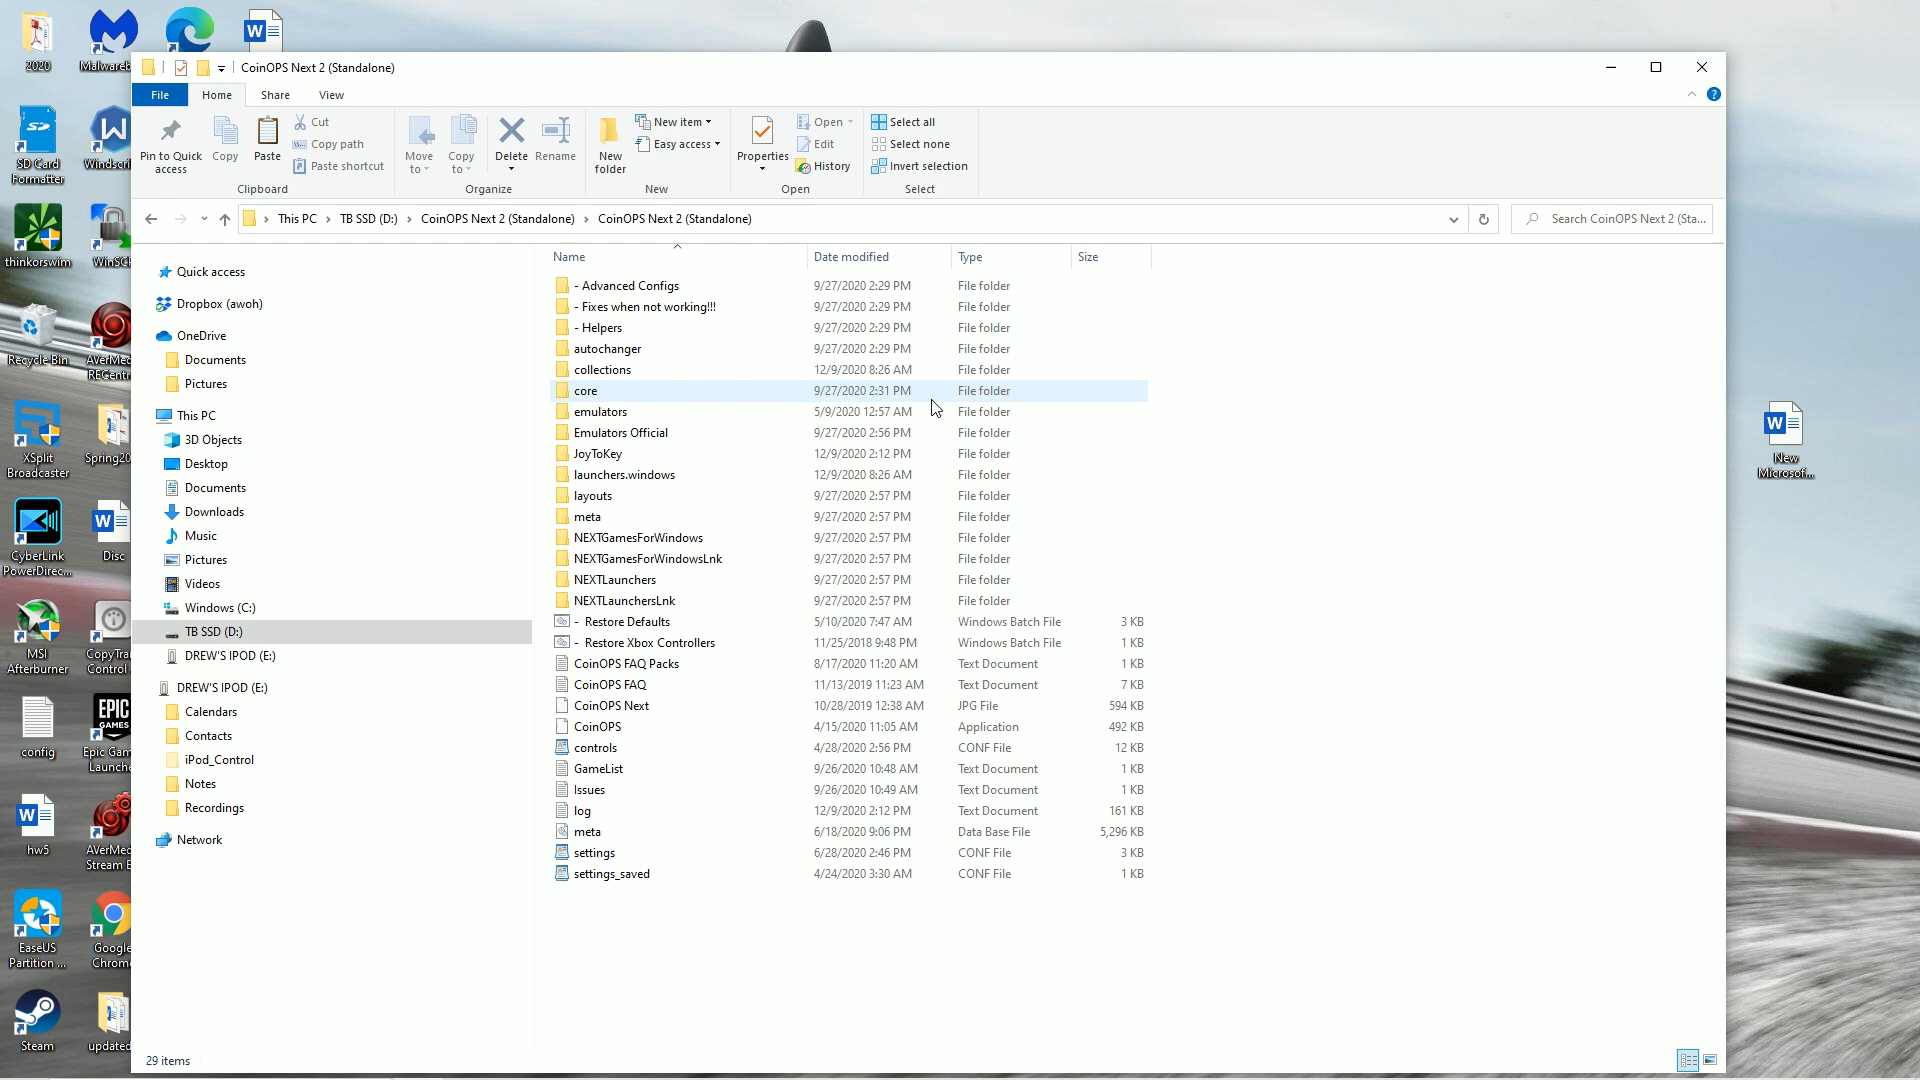 2020
CoinOPS Next 2 (Standalone)
File Home Share View
Pin to Quick access
Copy
Paste
Cut
Copy path
Paste shortcut
Clipboard
Move to
Copy to
Delete
Rename
Organize
New folder
New item
Easy access
New
Properties
Open
Edit
History
Open
Select all
Select none
Invert selection
Select
This PC › TB SSD (D:) › CoinOPS Next 2 (Standalone) › CoinOPS Next 2 (Standalone)
Search CoinOPS Next 2 (Sta...
Quick access
Dropbox (awoh)
OneDrive
Documents
Pictures
This PC
3D Objects
Desktop
Documents
Downloads
Music
Pictures
Videos
Windows (C:)
TB SSD (D:)
DREW'S IPOD (E:)
DREW'S IPOD (E:)
Calendars
Contacts
iPod_Control
Notes
Recordings
Network
Name Date modified Type Size
- Advanced Configs 9/27/2020 2:29 PM File folder
- Fixes when not working!!! 9/27/2020 2:29 PM File folder
- Helpers 9/27/2020 2:29 PM File folder
autochanger 9/27/2020 2:29 PM File folder
collections 12/9/2020 8:26 AM File folder
core 9/27/2020 2:31 PM File folder
emulators 5/9/2020 12:57 AM File folder
Emulators Official 9/27/2020 2:56 PM File folder
JoyToKey 12/9/2020 2:12 PM File folder
launchers.windows 12/9/2020 8:26 AM File folder
layouts 9/27/2020 2:57 PM File folder
meta 9/27/2020 2:57 PM File folder
NEXTGamesForWindows 9/27/2020 2:57 PM File folder
NEXTGamesForWindowsLnk 9/27/2020 2:57 PM File folder
NEXTLaunchers 9/27/2020 2:57 PM File folder
NEXTLaunchersLnk 9/27/2020 2:57 PM File folder
- Restore Defaults 5/10/2020 7:47 AM Windows Batch File 3 KB
- Restore Xbox Controllers 11/25/2018 9:48 PM Windows Batch File 1 KB
CoinOPS FAQ Packs 8/17/2020 11:20 AM Text Document 1 KB
CoinOPS FAQ 11/13/2019 11:23 AM Text Document 7 KB
CoinOPS Next 10/28/2019 12:38 AM JPG File 594 KB
CoinOPS 4/15/2020 11:05 AM Application 492 KB
controls 4/28/2020 2:56 PM CONF File 12 KB
GameList 9/26/2020 10:48 AM Text Document 1 KB
Issues 9/26/2020 10:49 AM Text Document 1 KB
log 12/9/2020 2:12 PM Text Document 161 KB
meta 6/18/2020 9:06 PM Data Base File 5,296 KB
settings 6/28/2020 2:46 PM CONF File 3 KB
settings_saved 4/24/2020 3:30 AM CONF File 1 KB
29 items
Malwareb
SD Card
Formatter
Windscri
thinkorswim
WinSCP
Recycle Bin
AVerMed
RECentr
XSplit
Broadcaster
Spring20
CyberLink
PowerDirec...
Disc
MSI
Afterburner
CopyTra
Control
config
EPIC
GAMES
Epic Gam
Launche
hw5
AVerMed
Stream E
EaseUS
Partition ...
Google
Chrom
Steam
updated
New
Microsof...